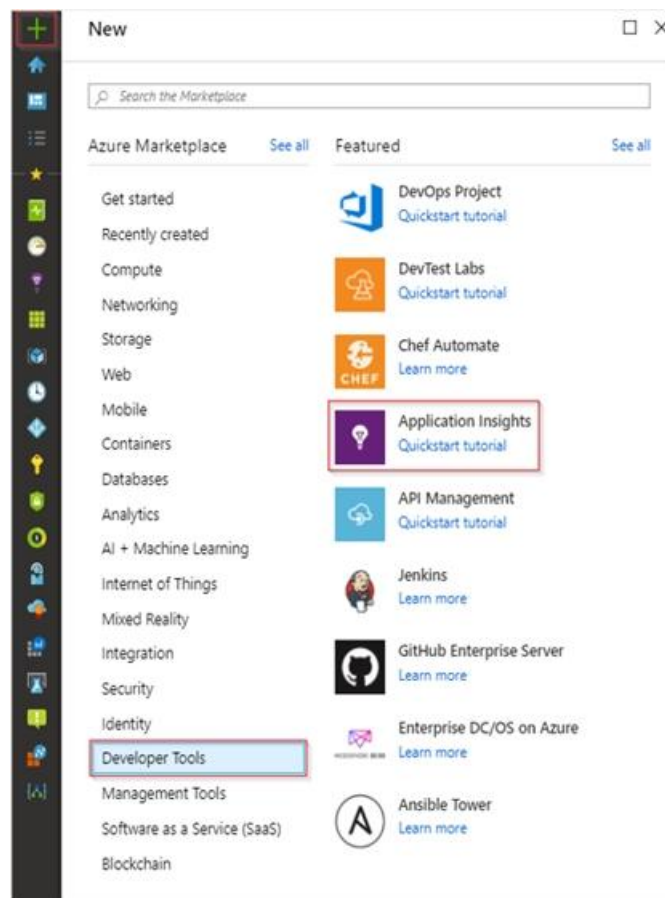 New
Search the Marketplace
Azure Marketplace See all
Featured See all
Get started
Recently created
Compute
Networking
Storage
Web
Mobile
Containers
Databases
Analytics
AI + Machine Learning
Internet of Things
Mixed Reality
Integration
Security
Identity
Developer Tools
Management Tools
Software as a Service (SaaS)
Blockchain
DevOps Project
Quickstart tutorial
DevTest Labs
Quickstart tutorial
CHEF
Chef Automate
Learn more
Application Insights
Quickstart tutorial
API Management
Quickstart tutorial
Jenkins
Learn more
GitHub Enterprise Server
Learn more
Enterprise DC/OS on Azure
Learn more
Ansible Tower
Learn more